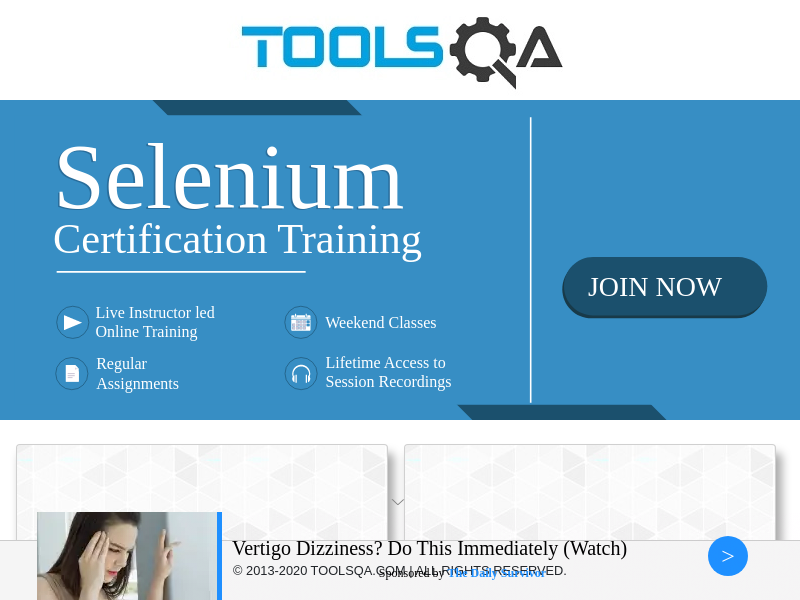 TOOLSQA
Selenium
Certification Training
JOIN NOW
Live Instructor led
Online Training
Weekend Classes
Regular
Assignments
Lifetime Access to
Session Recordings
Vertigo Dizziness? Do This Immediately (Watch)
>
© 2013-2020 TOOLSQA.COM | ALL RIGHTS RESERVED.
Sponsored by The Daily Survivor